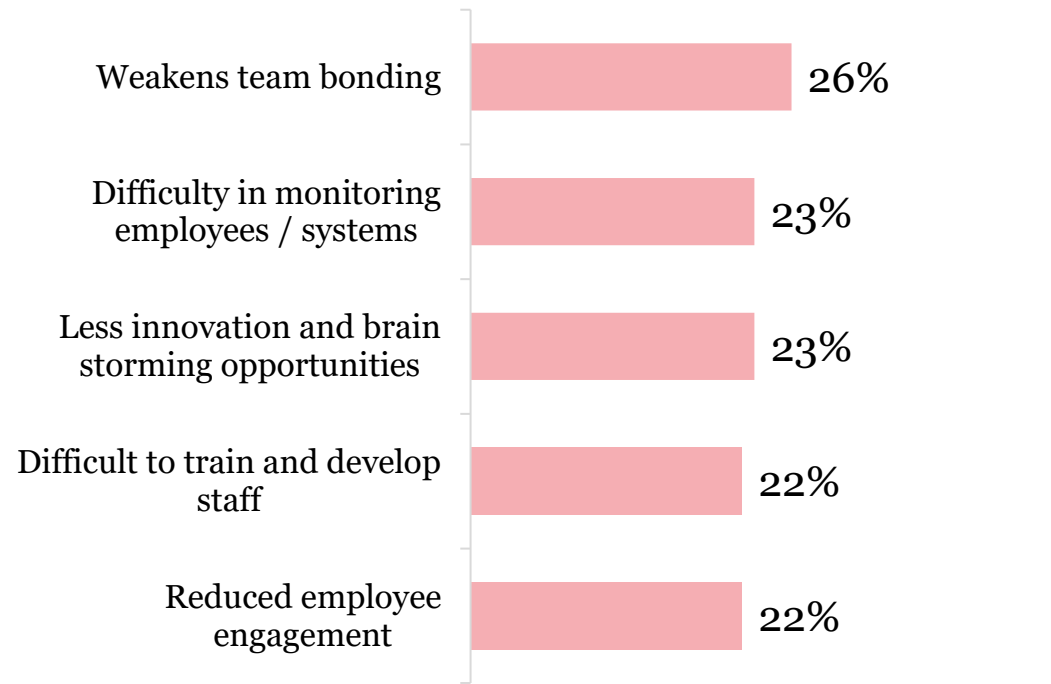 Weakens team bonding
26%
Difficulty in monitoring
employees / systems
23%
Less innovation and brain
storming opportunities
23%
Difficult to train and develop
staff
22%
Reduced employee
engagement
22%